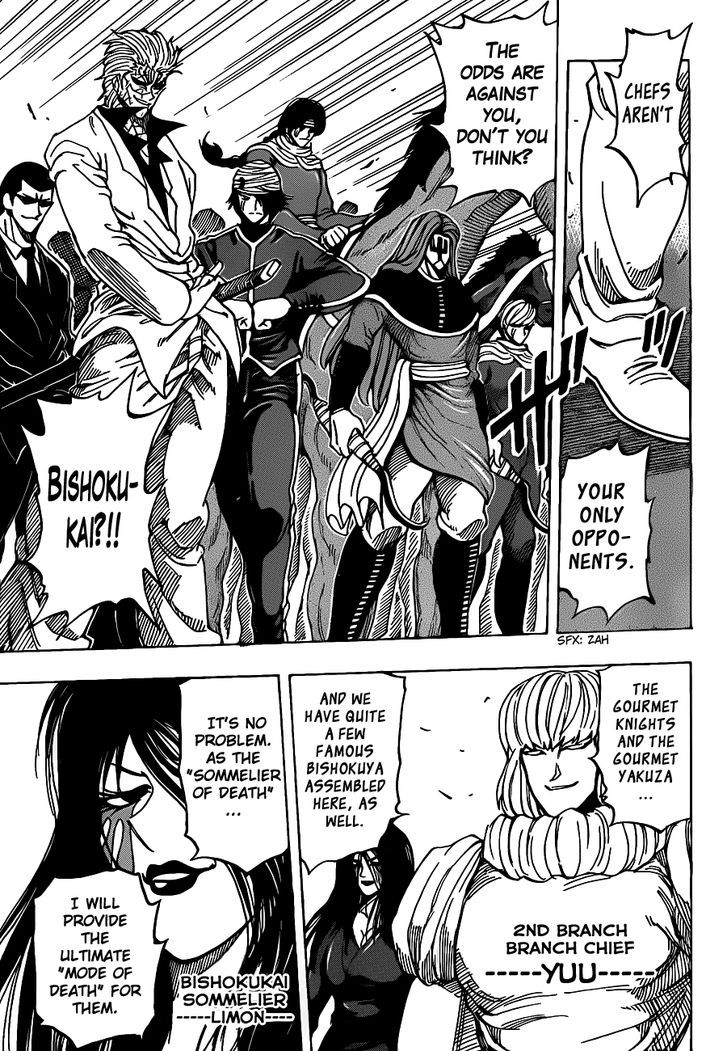 CHEFS
AREN'T
YOUR
ONLY
OPPO-
NENTS.
SFX: ZAH
THE
ODDS ARE
AGAINST
YOU,
DON'T YOU
THINK?
BISHOKU-
KAI?!!
THE
GOURMET
KNIGHTS
AND THE
GOURMET
YAKUZA
...
2ND BRANCH
BRANCH CHIEF
-----YUU-----
AND WE
HAVE QUITE
A FEW
FAMOUS
BISHOKUYA
ASSEMBLED
HERE, AS
WELL.
IT'S NO
PROBLEM.
AS THE
"SOMMELIER
OF DEATH"
...
I WILL
PROVIDE
THE
ULTIMATE
"MODE OF
DEATH" FOR
THEM.
BISHOKUKAI
SOMMELIER
-----LIMON----